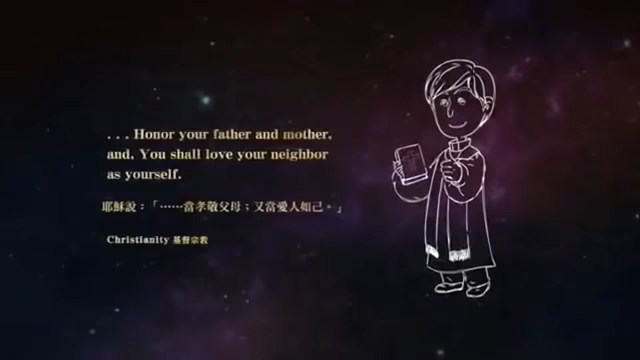 . . . Honor your father and mother,
and, You shall love your neighbor
as yourself.
耶穌說：「……當孝敬父母；又當愛人如己。」
Christianity 基督宗教